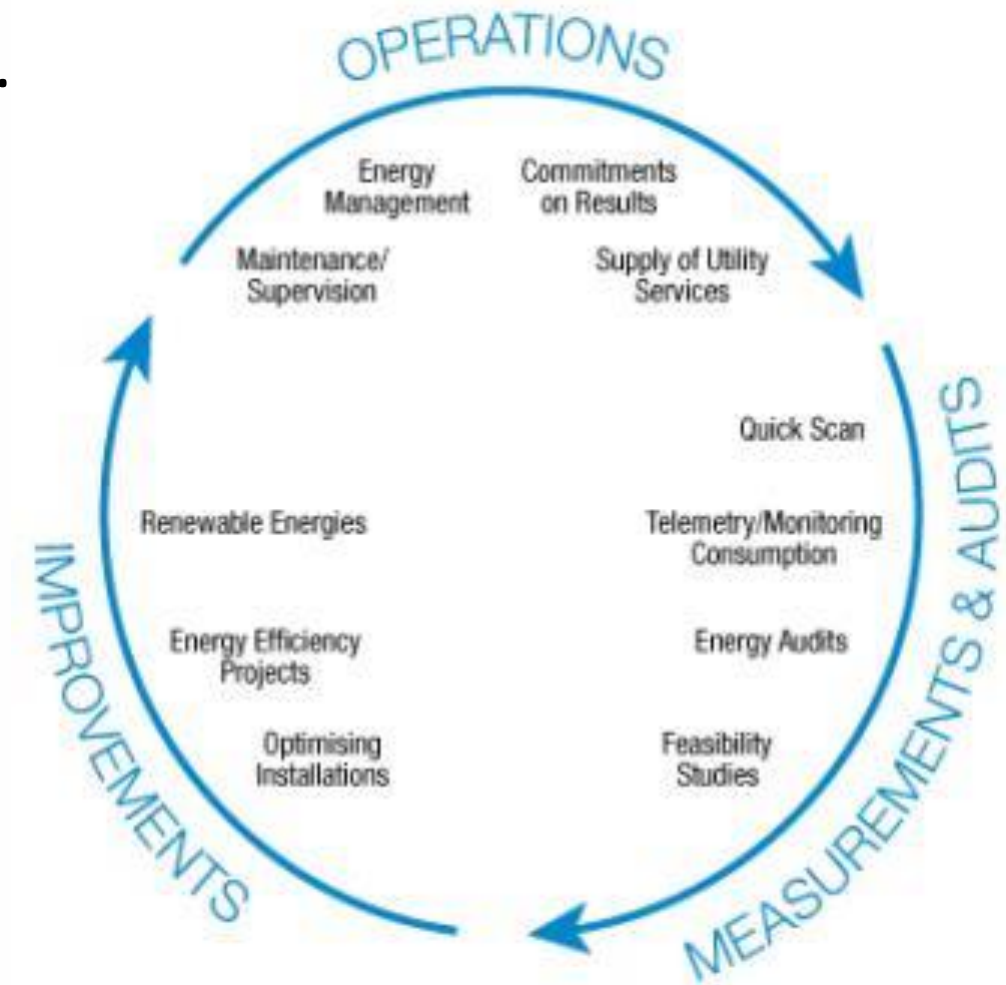 OPERATIONS
Energy
Management
Commitments
on Results
Maintenance/
Supervision
Supply of Utility
Services
Quick Scan
Telemetry/Monitoring
Consumption
Energy Audits
Feasibility
Studies
MEASUREMENTS & AUDITS
Renewable Energies
Energy Efficiency
Projects
Optimising
Installations
IMPROVEMENTS